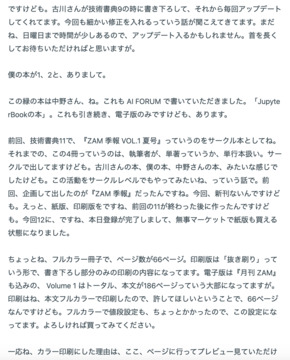 ですけども。古川さんが技術書典9の時に書き下ろして、それから毎回アップデート
してくれてます。今回も細かい修正を入れるっていう話が聞こえてきてます。まだ
ね、日曜日まで時間が少しあるので、アップデート入るかもしれません。首を長く
してお待ちいただければと思いますが。
僕の本が1、2と、ありまして。
この緑の本は中野さん、ね。これも AI FORUM で書いていただきました。「Jupyte
rBookの本」。これも引き続き、電子版のみですけども、あります。
前回、技術書典11で、『ZAM 季報 VOL.1 夏号』っていうのをサークル本としてね。
それまでの、この4冊っていうのは、執筆者が、単著っていうか、単行本扱い。サーク
ルで出してますけども。古川さんの本、僕の本、中野さんの本、みたいな感じで
したけども。この活動をサークルレベルでもやってみたいね、っていう話で。前
回、企画して出したのが『ZAM 季報』だったんですね。今回、新刊ないんですけど
も。えっと、紙版、印刷版をですね、前回の11が終わった後に作ったんですけど
も。今回12に、ですね、本日登録が完了しまして、無事マーケットで紙版も買える
状態になりました。
ちょっとね、フルカラー冊子で、ページ数が66ページ。印刷版は『抜き刷り』って
いう形で、書き下ろし部分のみの印刷の内容になってます。電子版は『月刊 ZAM』
も込みの、 Volume 1 はトータル、本文が186ページっていう大部になってますが。
印刷はね、本文フルカラーで印刷したので、許してほしいということで、66ページ
なんですけども。フルカラーで値段設定も、ちょっとかかったので、この設定にな
ってます。よろしければ買ってみてください。
一応ね、カラー印刷にした理由は、ここ、ページに行ってプレビュー見ていただけ